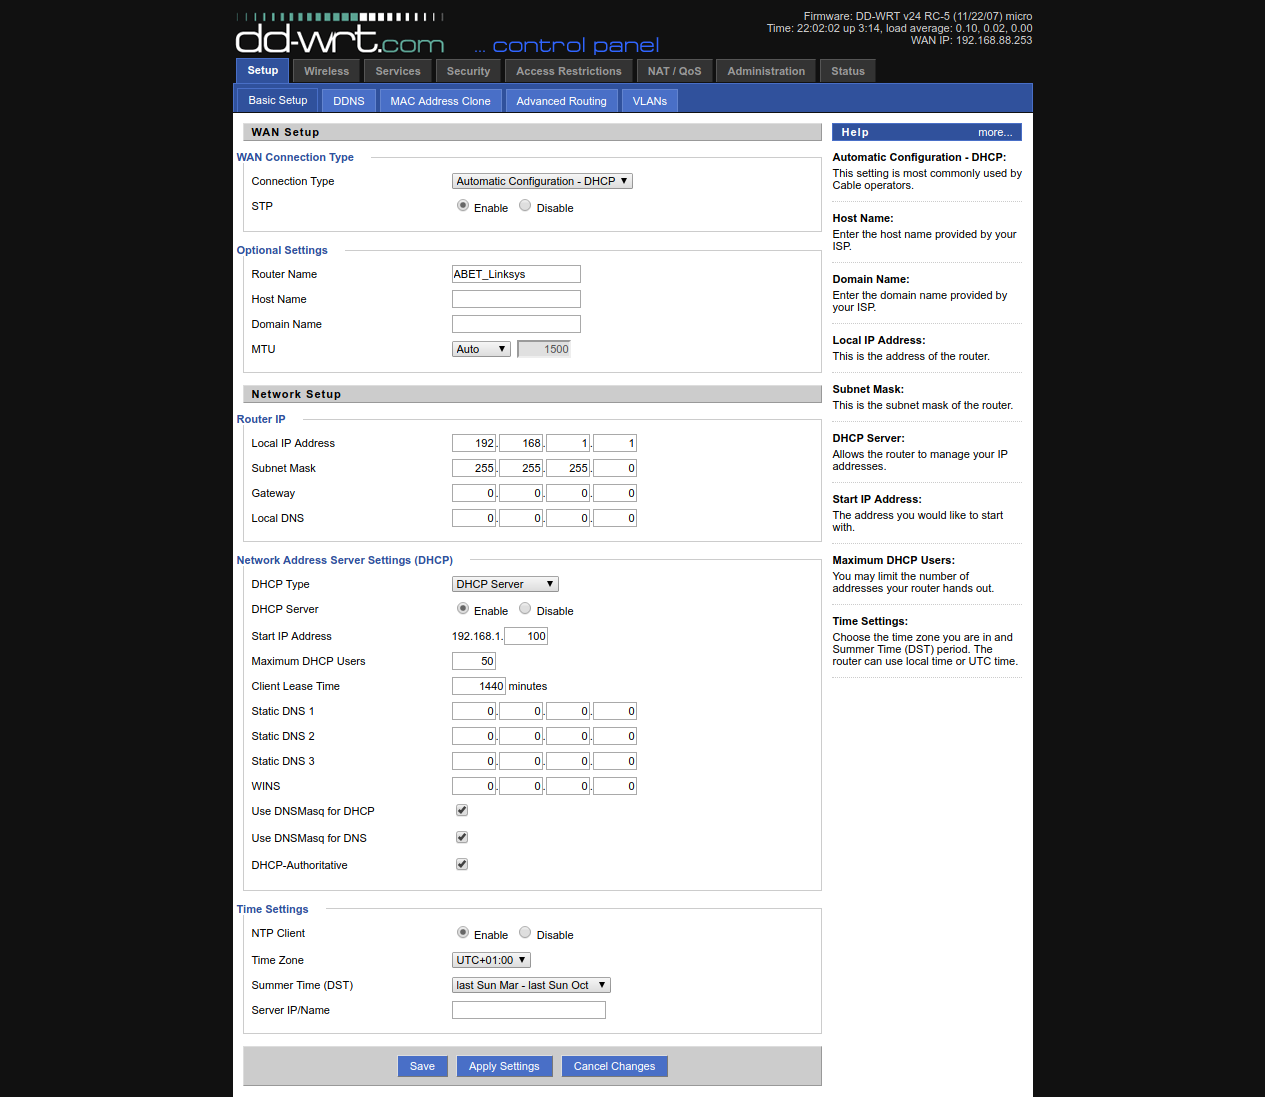 Firmware: DD-WRT v24 RC-5 (11/22/07) micro
Time: 22:02:02 up 3:14, load average: 0.10, 0.02, 0.00
WAN IP: 192.168.88.253
dd-wrt.com ... control panel
Setup Wireless Services Security Access Restrictions NAT / QoS Administration Status
Basic Setup DDNS MAC Address Clone Advanced Routing VLANs
WAN Setup
WAN Connection Type
Connection Type Automatic Configuration - DHCP
STP Enable Disable
Optional Settings
Router Name ABET_Linksys
Host Name
Domain Name
MTU Auto 1500
Network Setup
Router IP
Local IP Address 192. 168. 1. 1
Subnet Mask 255. 255. 255. 0
Gateway 0. 0. 0. 0
Local DNS 0. 0. 0. 0
Network Address Server Settings (DHCP)
DHCP Type DHCP Server
DHCP Server Enable Disable
Start IP Address 192.168.1. 100
Maximum DHCP Users 50
Client Lease Time 1440 minutes
Static DNS 1 0. 0. 0. 0
Static DNS 2 0. 0. 0. 0
Static DNS 3 0. 0. 0. 0
WINS 0. 0. 0. 0
Use DNSMasq for DHCP
Use DNSMasq for DNS
DHCP-Authoritative
Time Settings
NTP Client Enable Disable
Time Zone UTC+01:00
Summer Time (DST) last Sun Mar - last Sun Oct
Server IP/Name
Save Apply Settings Cancel Changes
Help more...
Automatic Configuration - DHCP:
This setting is most commonly used by
Cable operators.
Host Name:
Enter the host name provided by your
ISP.
Domain Name:
Enter the domain name provided by
your ISP.
Local IP Address:
This is the address of the router.
Subnet Mask:
This is the subnet mask of the router.
DHCP Server:
Allows the router to manage your IP
addresses.
Start IP Address:
The address you would like to start
with.
Maximum DHCP Users:
You may limit the number of
addresses your router hands out.
Time Settings:
Choose the time zone you are in and
Summer Time (DST) period. The
router can use local time or UTC time.